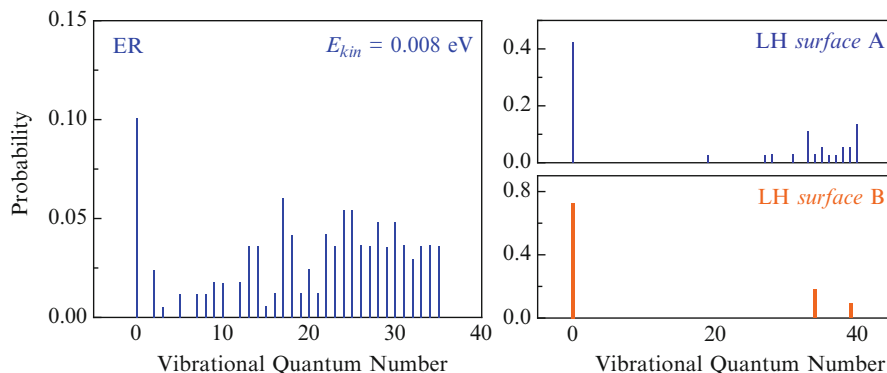 0.15
ER
E_kin = 0.008 eV
0.10
Probability
0.05
0.00
0
10
20
30
40
Vibrational Quantum Number
0.4
LH surface A
0.2
0.0
0.8
LH surface B
0.4
0.0
0
20
40
Vibrational Quantum Number